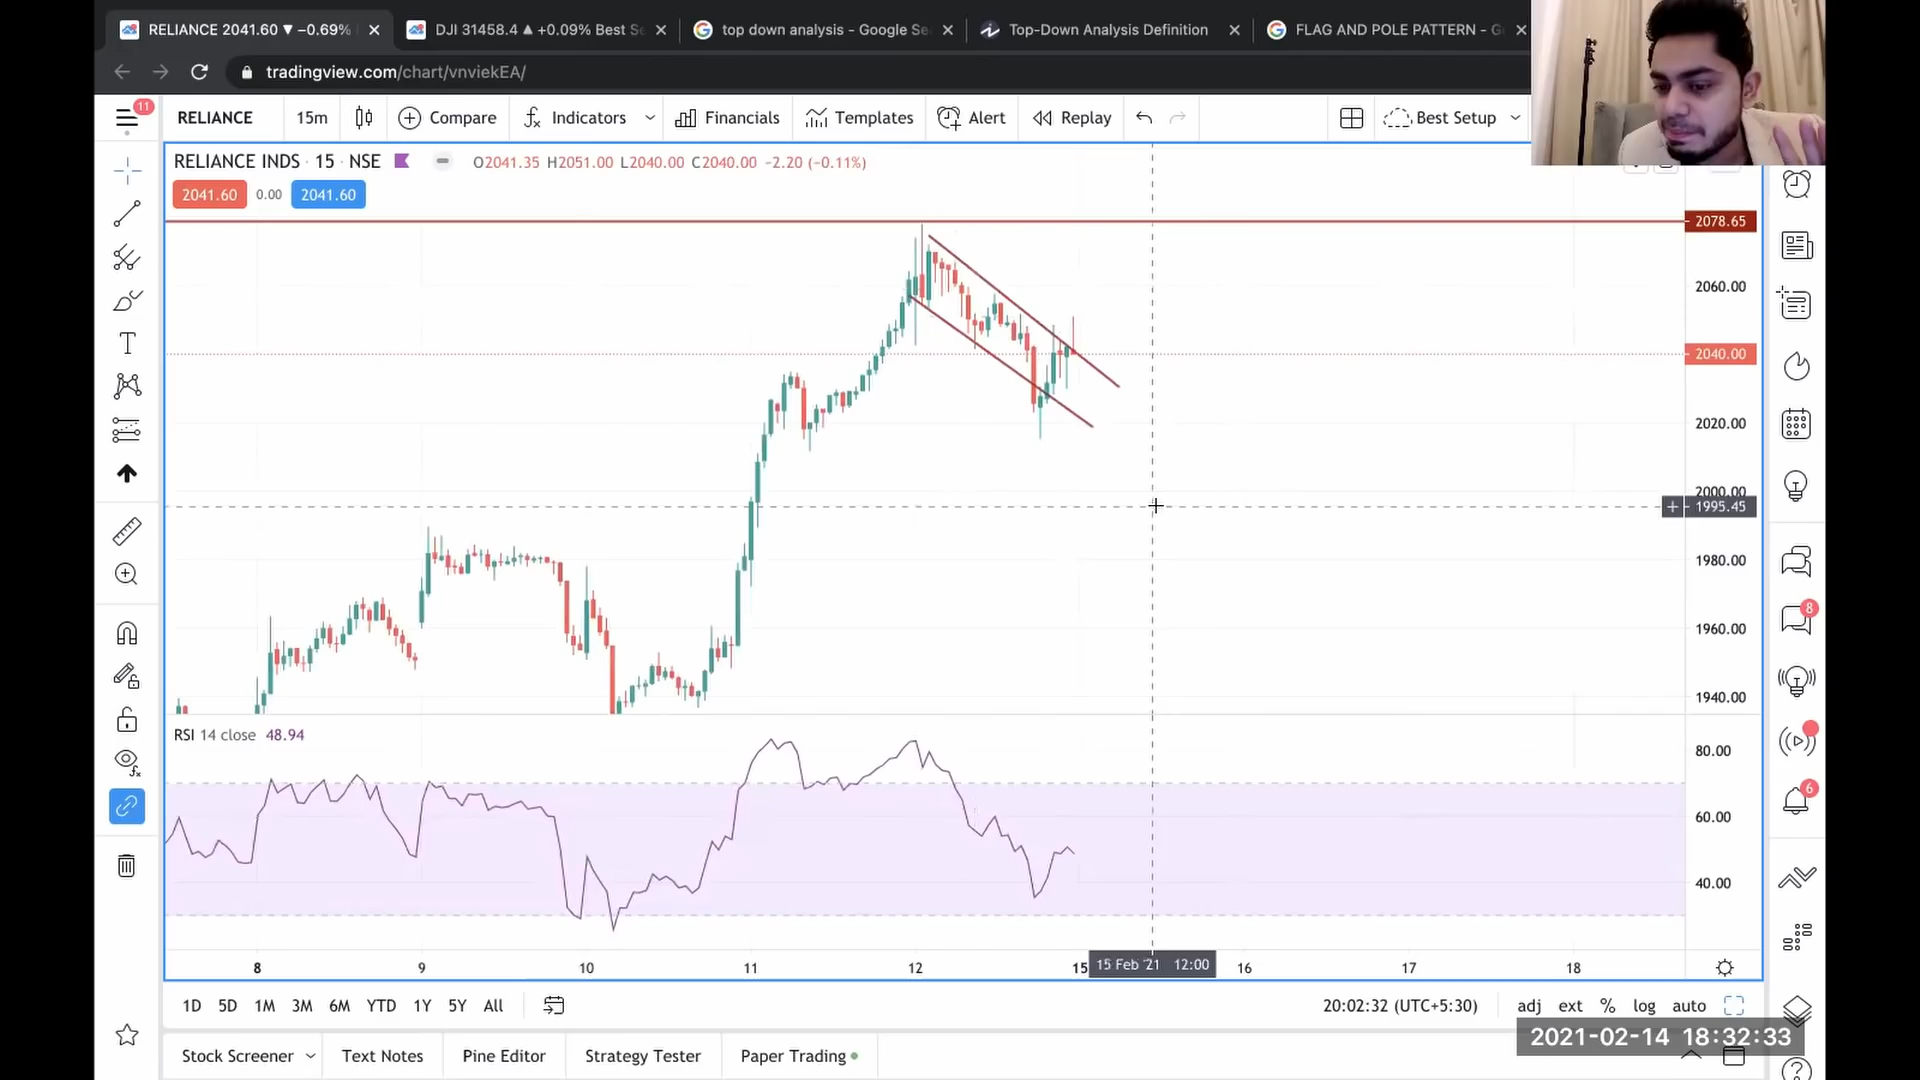 RELIANCE 2041.60 ▼ −0.69%
DJI 31458.4 ▲ +0.09% Best Se
top down analysis - Google Sea
Top-Down Analysis Definition
FLAG AND POLE PATTERN - G
tradingview.com/chart/vnviekEA/
11
RELIANCE
15m
Compare
Indicators
Financials
Templates
Alert
Replay
Best Setup
RELIANCE INDS · 15 · NSE
O2041.35 H2051.00 L2040.00 C2040.00 −2.20 (−0.11%)
2041.60
0.00
2041.60
2078.65
2060.00
2040.00
2020.00
2000.00
1995.45
1980.00
1960.00
1940.00
RSI 14 close 48.94
80.00
60.00
40.00
8
6
8
9
10
11
12
15
15 Feb '21 12:00
16
17
18
1D
5D
1M
3M
6M
YTD
1Y
5Y
All
20:02:32 (UTC+5:30)
adj
ext
%
log
auto
2021-02-14 18:32:33
Stock Screener
Text Notes
Pine Editor
Strategy Tester
Paper Trading